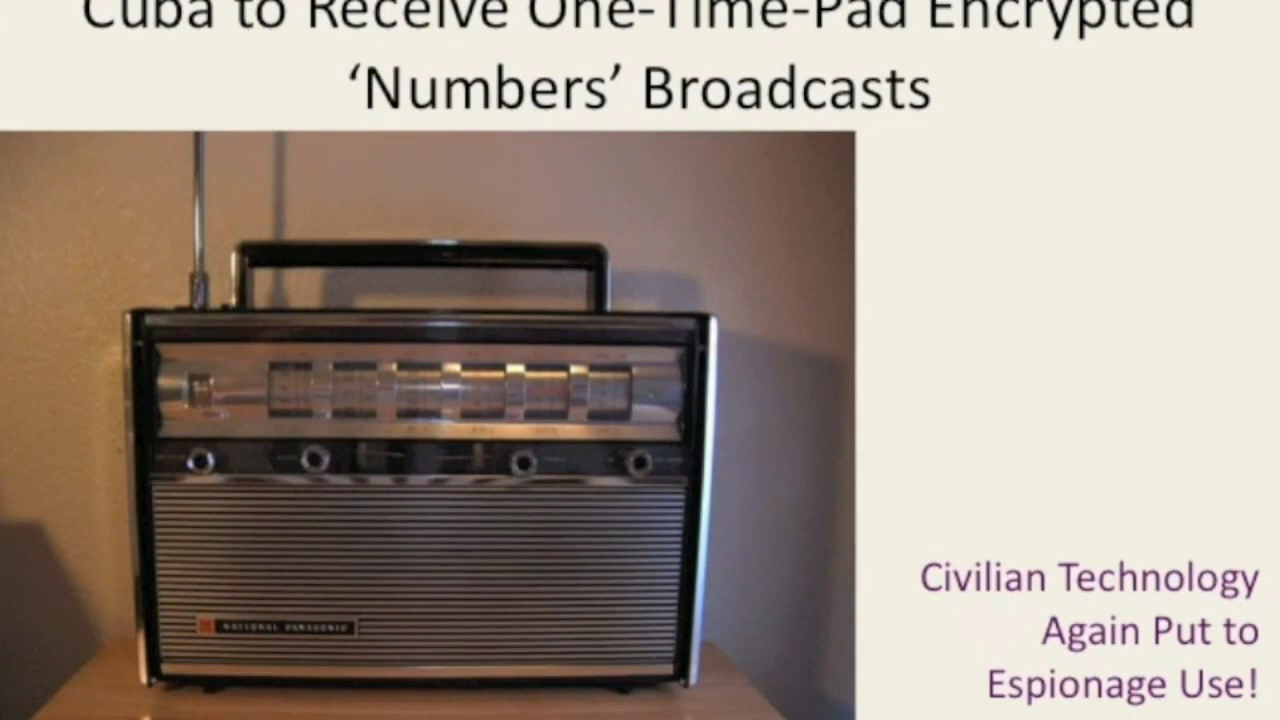 Cuba to Receive One-Time-Pad Encrypted
‘Numbers’ Broadcasts
NATIONAL PANASONIC
Civilian Technology
Again Put to
Espionage Use!